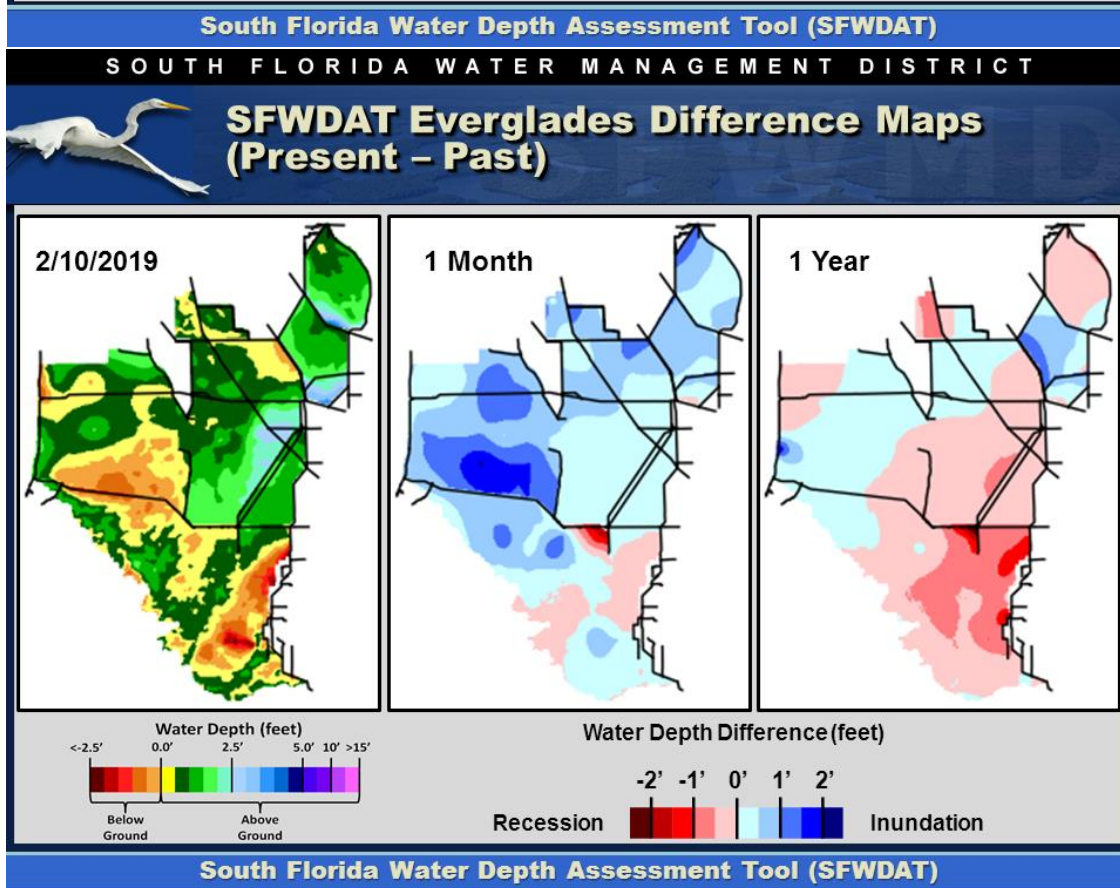 South Florida Water Depth Assessment Tool (SFWDAT)
SOUTH FLORIDA WATER MANAGEMENT DISTRICT
SFWDAT Everglades Difference Maps
(Present – Past)
SFWMD
2/10/2019
1 Month
1 Year
Water Depth (feet)
<-2.5' 0.0' 2.5' 5.0' 10' >15'
Below Ground
Above Ground
Water Depth Difference (feet)
-2' -1' 0' 1' 2'
Recession
Inundation
South Florida Water Depth Assessment Tool (SFWDAT)